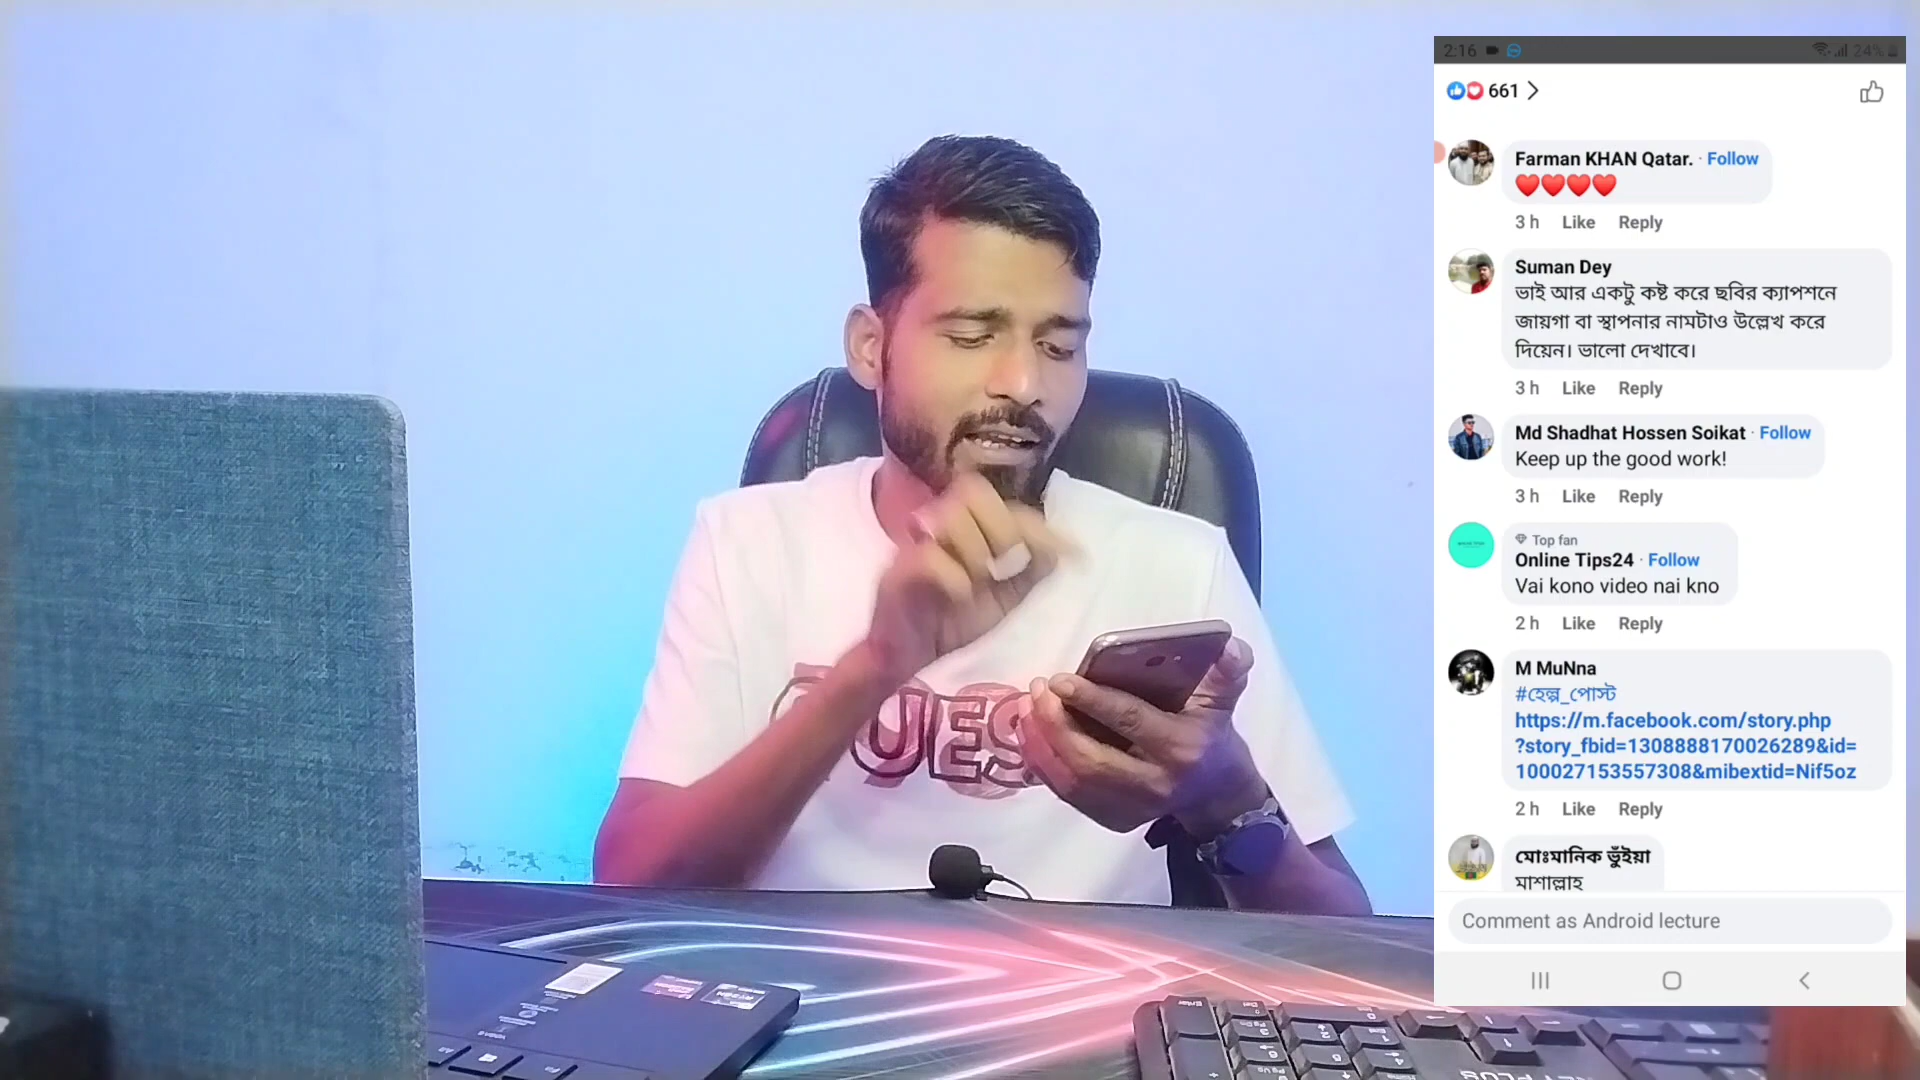 2:16
24%
661
Farman KHAN Qatar. · Follow
❤️❤️❤️❤️
3 h Like Reply
Suman Dey
ভাই আর একটু কষ্ট করে ছবির ক্যাপশনে
জায়গা বা স্থাপনার নামটাও উল্লেখ করে
দিয়েন। ভালো দেখাবে।
3 h Like Reply
Md Shadhat Hossen Soikat · Follow
Keep up the good work!
3 h Like Reply
Top fan
Online Tips24 · Follow
Vai kono video nai kno
2 h Like Reply
M MuNna
#হেল্প_পোস্ট
https://m.facebook.com/story.php
?story_fbid=1308888170026289&id=
100027153557308&mibextid=Nif5oz
2 h Like Reply
মোঃমানিক ভুঁইয়া
মাশাল্লাহ
Comment as Android lecture
UES
Enter